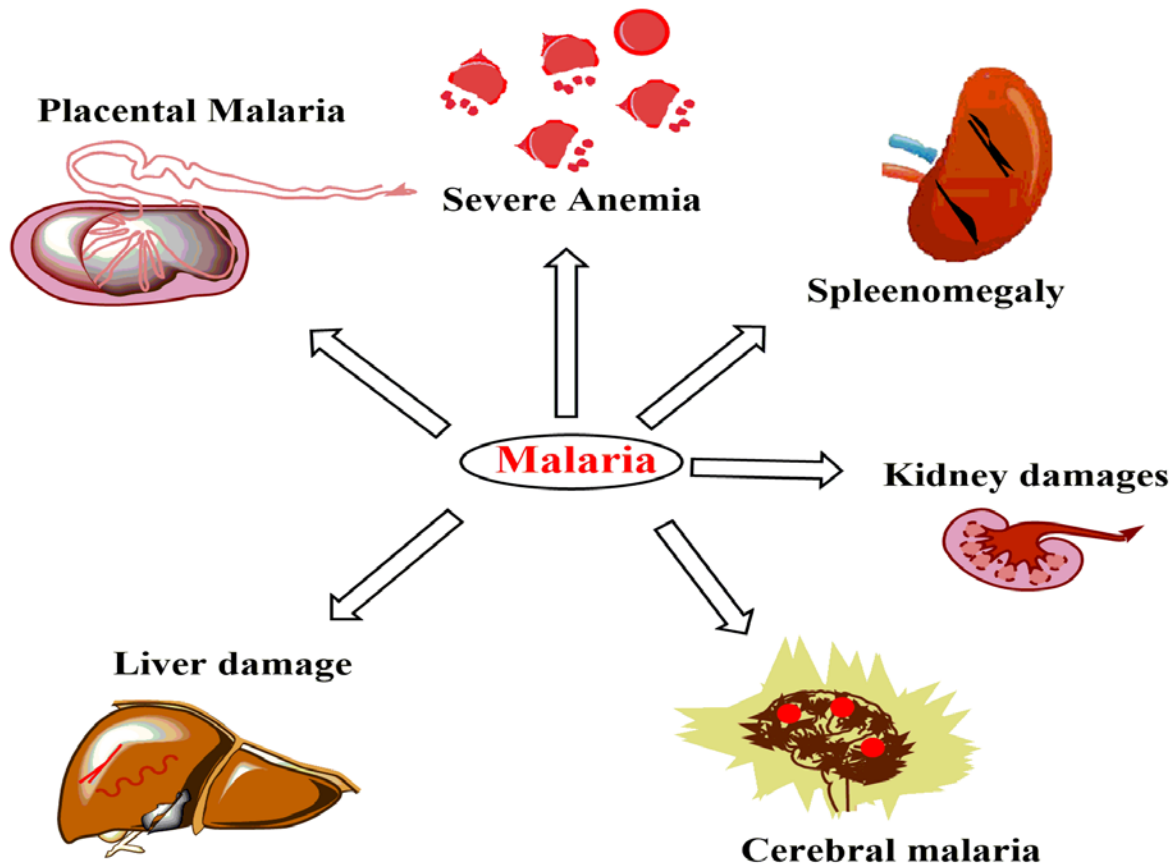 Placental Malaria
Severe Anemia
Spleenomegaly
Malaria
Kidney damages
Liver damage
Cerebral malaria